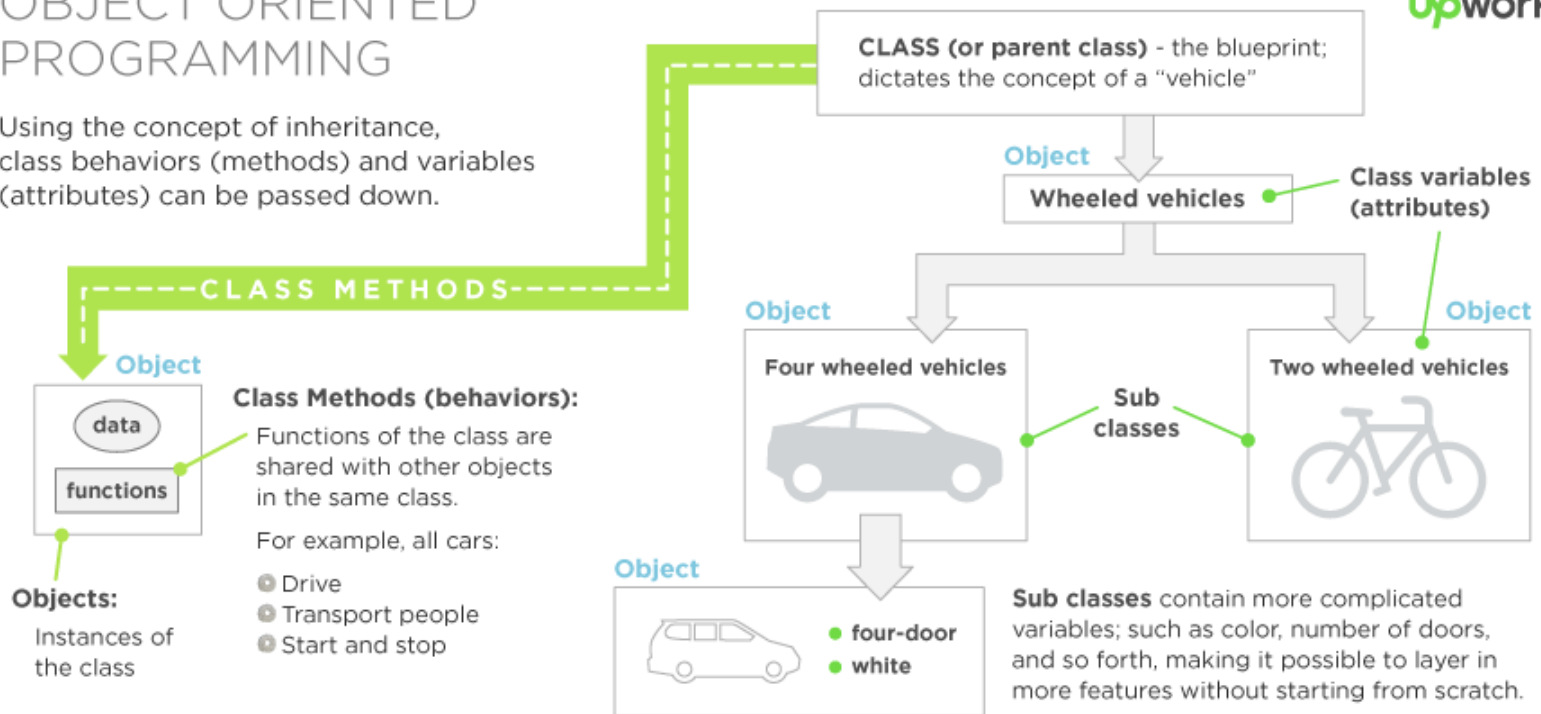 OBJECT ORIENTED
PROGRAMMING
Using the concept of inheritance,
class behaviors (methods) and variables
(attributes) can be passed down.
upwork
CLASS (or parent class) - the blueprint;
dictates the concept of a “vehicle”
Object
Wheeled vehicles
Class variables
(attributes)
CLASS METHODS
Object
Four wheeled vehicles
Object
Two wheeled vehicles
Sub
classes
Object
data
functions
Class Methods (behaviors):
Functions of the class are
shared with other objects
in the same class.
For example, all cars:
Drive
Transport people
Start and stop
Objects:
Instances of
the class
Object
four-door
white
Sub classes contain more complicated
variables; such as color, number of doors,
and so forth, making it possible to layer in
more features without starting from scratch.